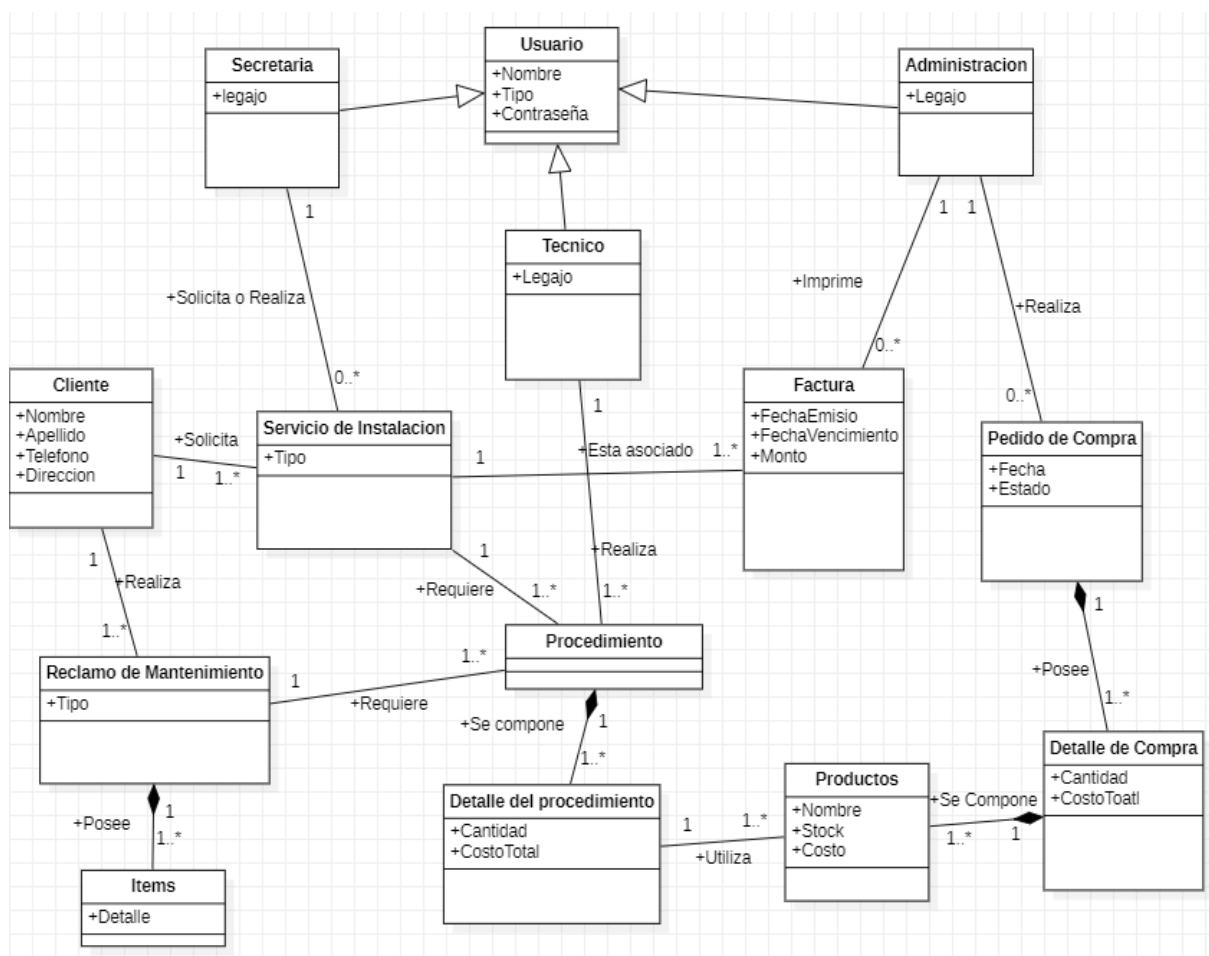 Usuario
+Nombre
+Tipo
+Contraseña
Secretaria
+legajo
Administracion
+Legajo
1
1
1
Tecnico
+Legajo
+Imprime
+Solicita o Realiza
+Realiza
0..*
0..*
0..*
Cliente
+Nombre
+Apellido
+Telefono
+Direccion
Factura
+FechaEmisio
+FechaVencimiento
+Monto
1
Servicio de Instalacion
+Tipo
Pedido de Compra
+Fecha
+Estado
+Solicita
1
1..*
1
+Esta asociado
1..*
1
+Realiza
1
+Requiere
1..*
+Realiza
1..*
1
1..*
Procedimiento
Reclamo de Mantenimiento
+Tipo
1
+Requiere
1..*
+Posee
1..*
+Se compone
1
1..*
Detalle de Compra
+Cantidad
+CostoToatl
Productos
+Nombre
+Stock
+Costo
Detalle del procedimiento
+Cantidad
+CostoTotal
+Se Compone
1..*
1
1
1..*
+Utiliza
+Posee
1
1..*
Items
+Detalle